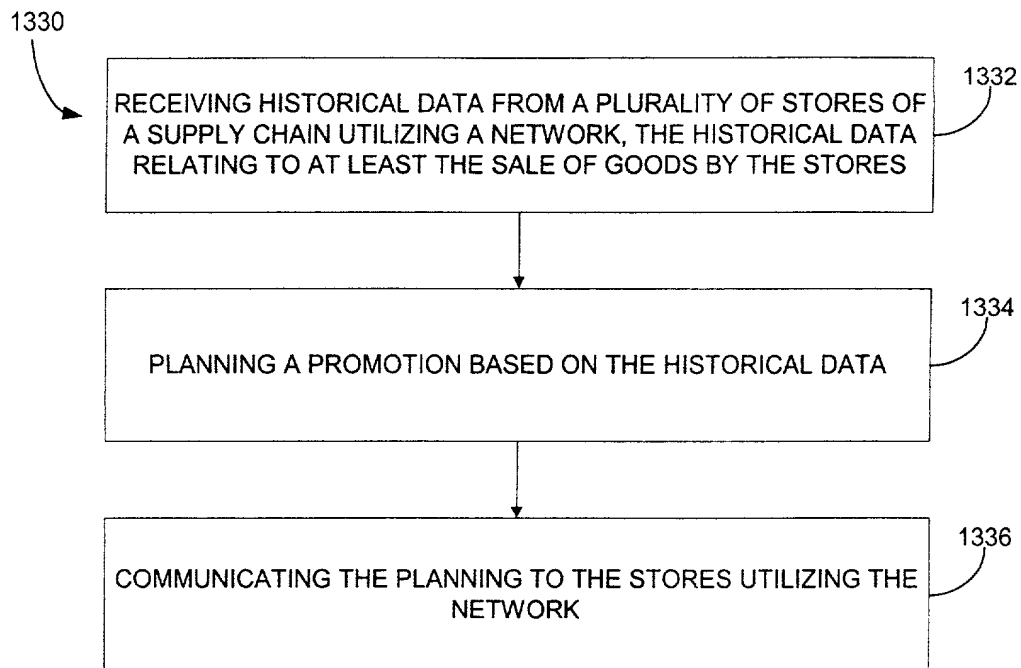 1330
1332
RECEIVING HISTORICAL DATA FROM A PLURALITY OF STORES OF
A SUPPLY CHAIN UTILIZING A NETWORK, THE HISTORICAL DATA
RELATING TO AT LEAST THE SALE OF GOODS BY THE STORES
1334
PLANNING A PROMOTION BASED ON THE HISTORICAL DATA
1336
COMMUNICATING THE PLANNING TO THE STORES UTILIZING THE
NETWORK